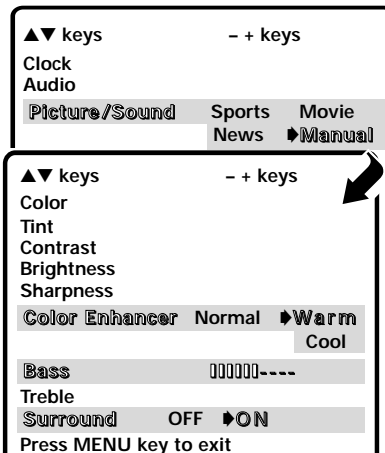 ▲▼ keys – + keys
Clock
Audio
Picture/Sound Sports Movie
News ➧Manual
▲▼ keys – + keys
Color
Tint
Contrast
Brightness
Sharpness
Color Enhancer Normal ➧Warm
Cool
Bass ▯▯▯▯▯▯----
Treble
Surround OFF ➧ON
Press MENU key to exit